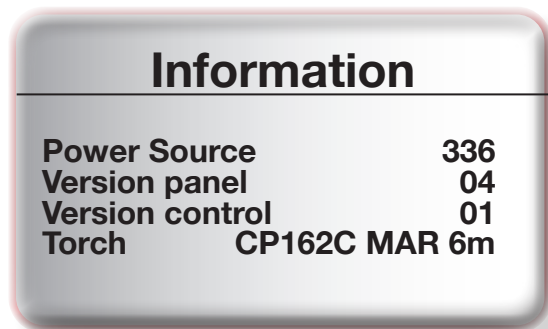 Information
Power Source 336
Version panel 04
Version control 01
Torch CP162C MAR 6m